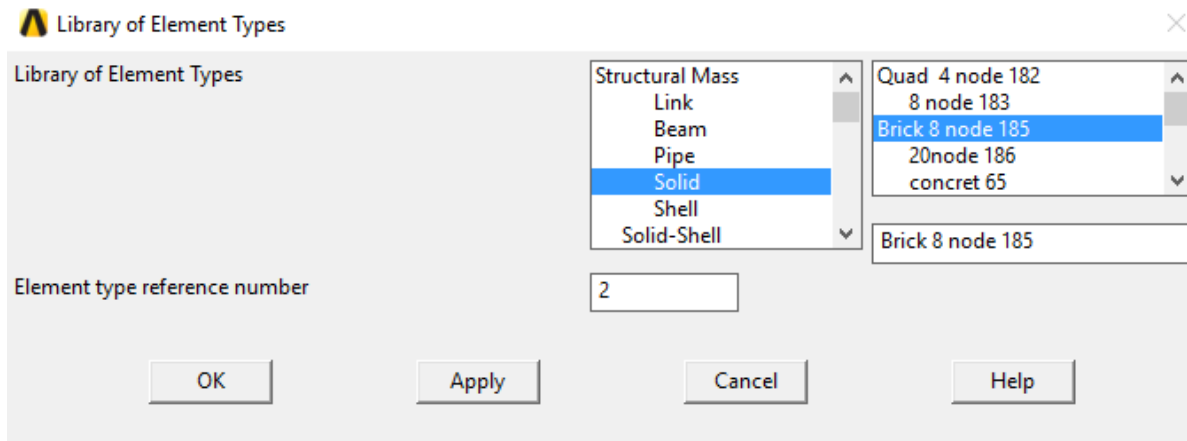 Library of Element Types
Library of Element Types
Structural Mass
Link
Beam
Pipe
Solid
Shell
Solid-Shell
Quad 4 node 182
8 node 183
Brick 8 node 185
20node 186
concret 65
Brick 8 node 185
Element type reference number
2
OK
Apply
Cancel
Help